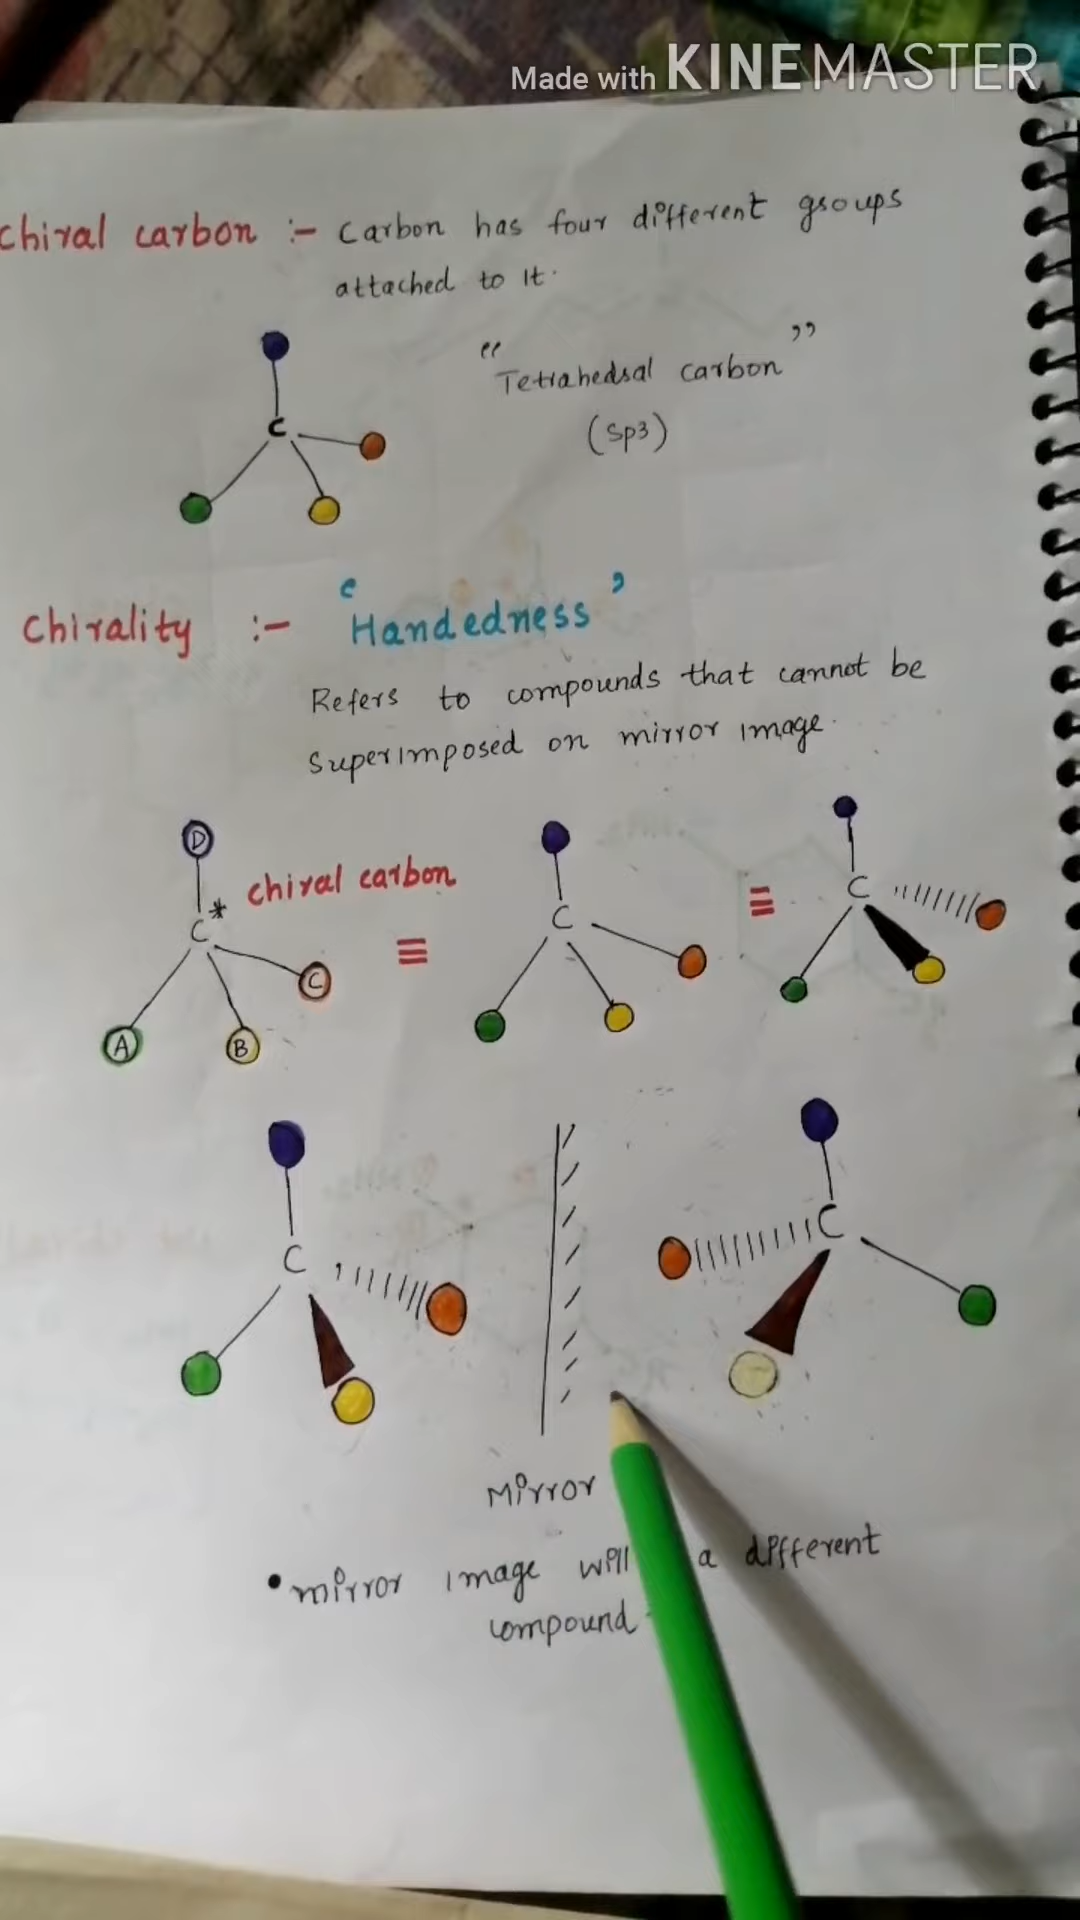 Made with KINEMASTER
Chiral carbon :- Carbon has four different groups
attached to it.
"Tetrahedral carbon"
(Sp3)
C
Chirality :- 'Handedness'
Refers to compounds that cannot be
superimposed on mirror image.
D
chiral carbon
C*
C
A
B
≡
C
≡
C
C
C
Mirror
• mirror image will a different
compound.